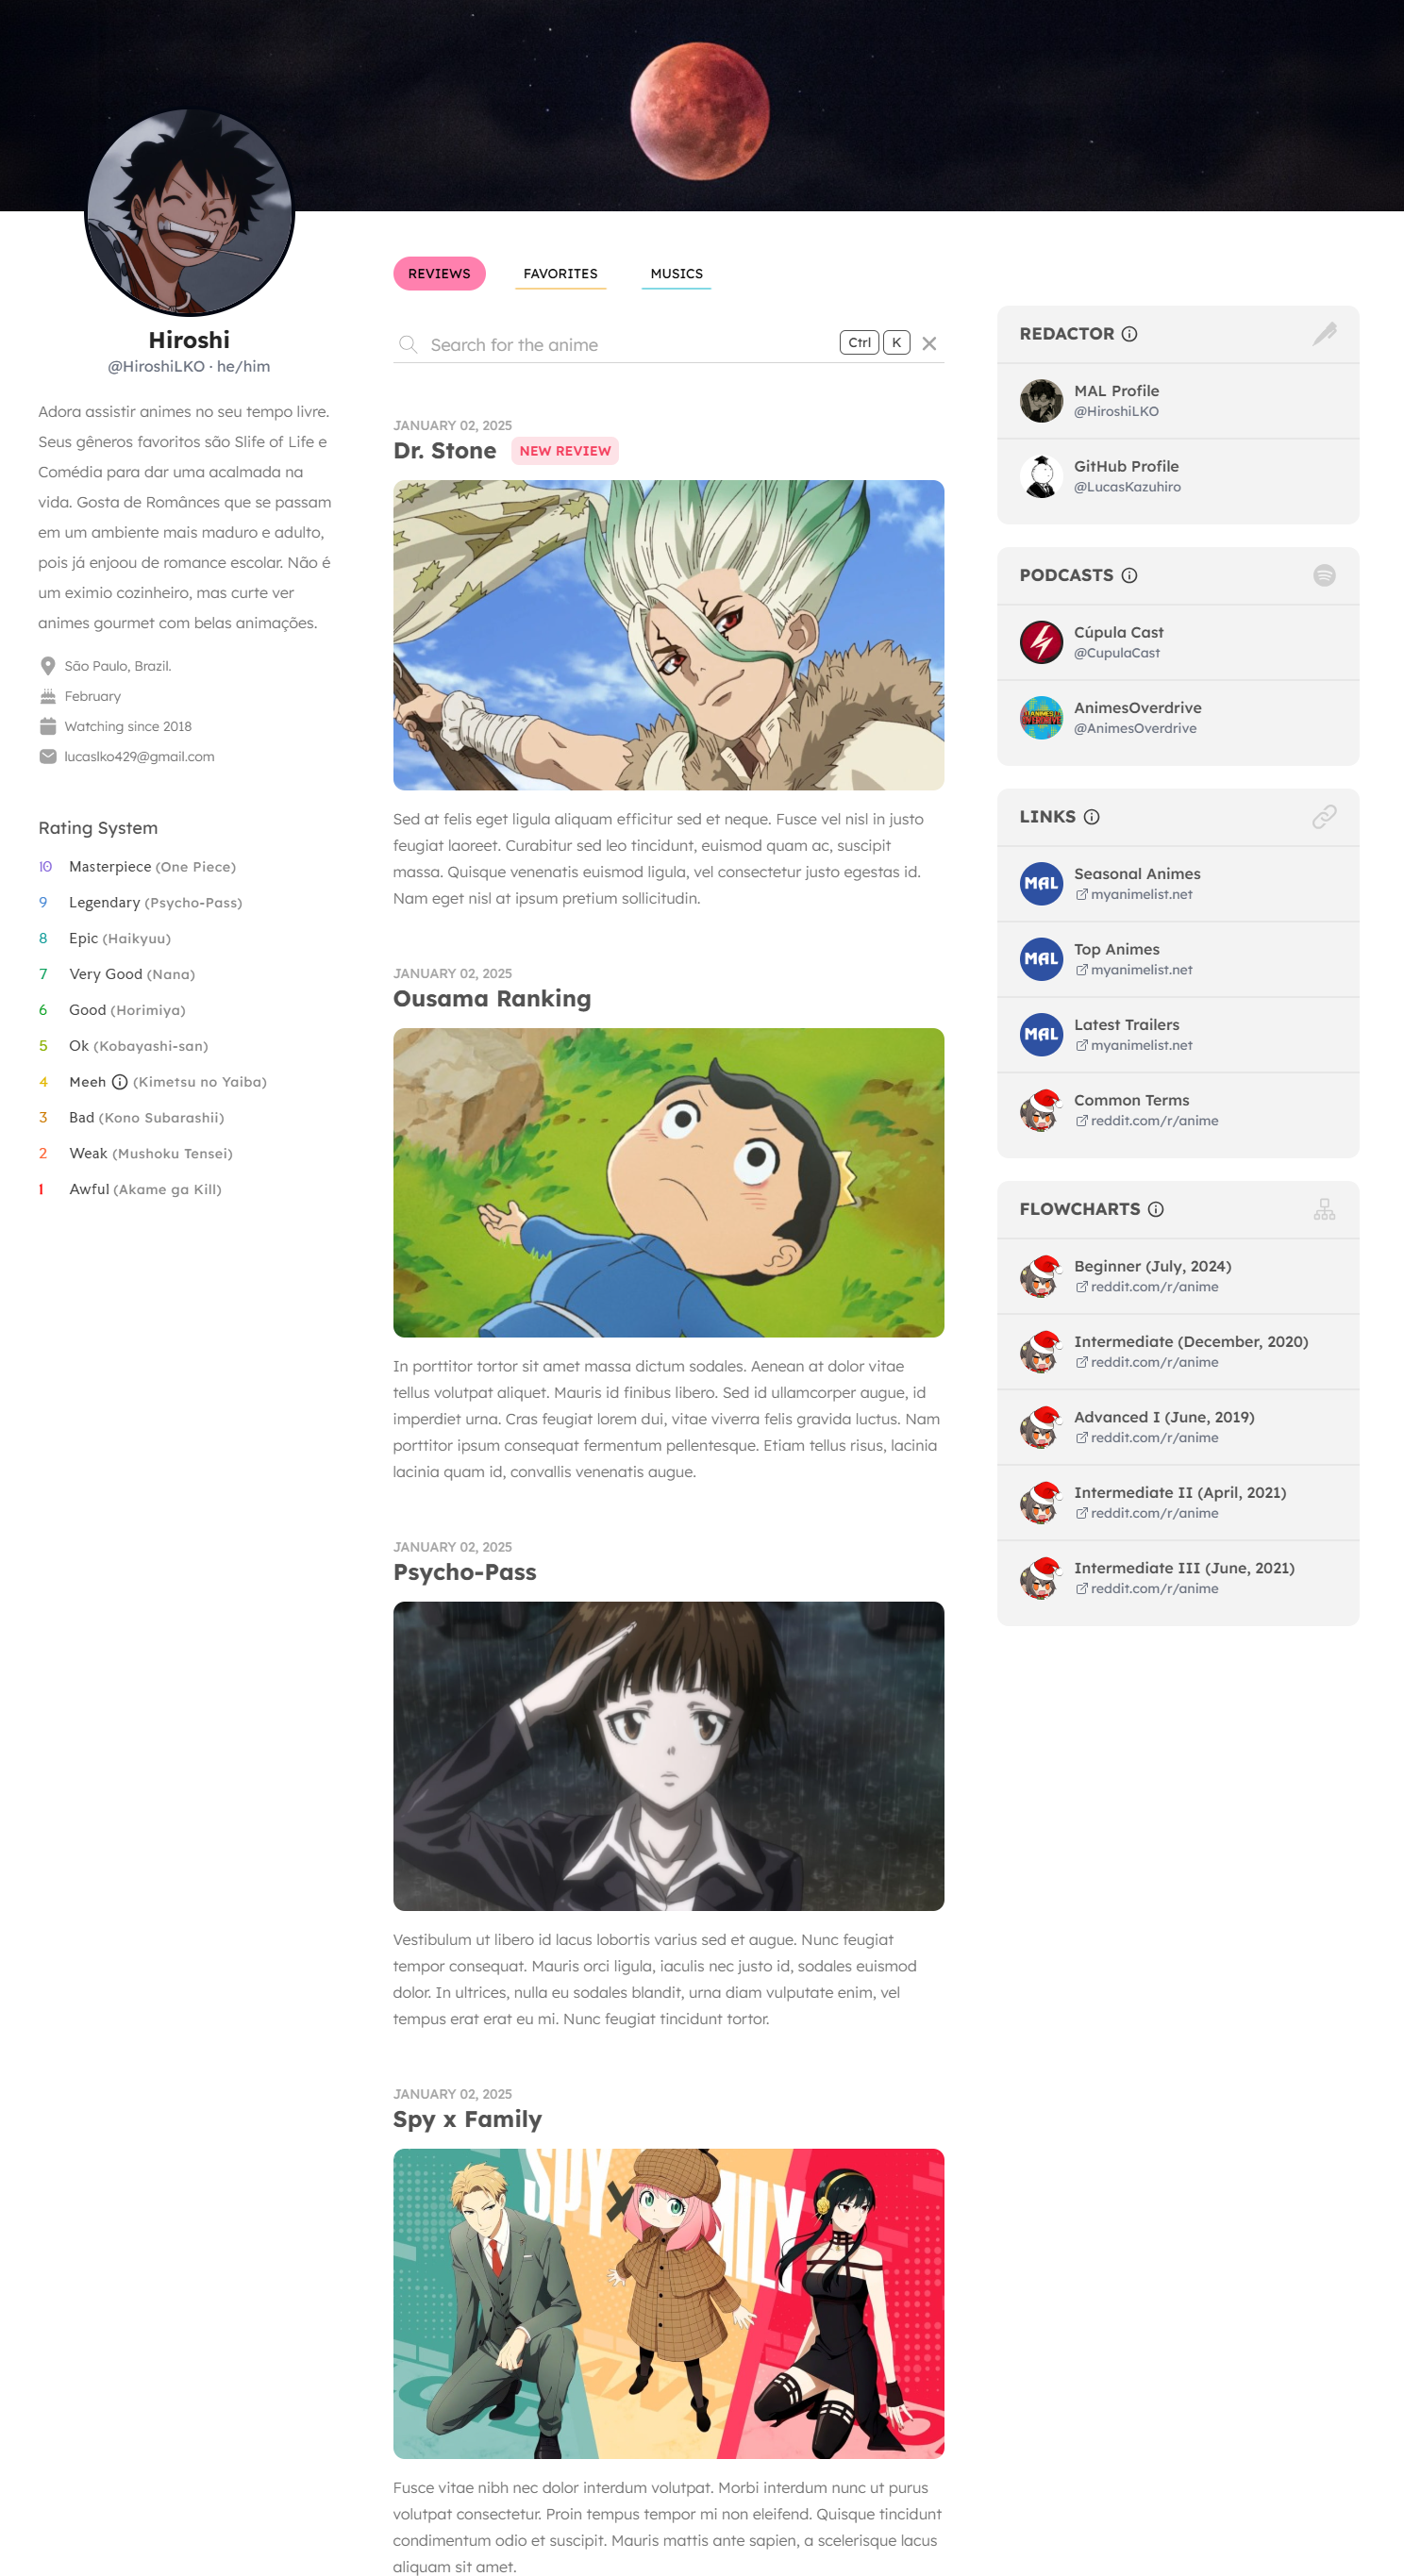 Hiroshi
@HiroshiLKO · he/him
Adora assistir animes no seu tempo livre.
Seus gêneros favoritos são Slife of Life e
Comédia para dar uma acalmada na
vida. Gosta de Românces que se passam
em um ambiente mais maduro e adulto,
pois já enjoou de romance escolar. Não é
um eximio cozinheiro, mas curte ver
animes gourmet com belas animações.
São Paulo, Brazil.
February
Watching since 2018
lucaslko429@gmail.com
Rating System
10 Masterpiece (One Piece)
9 Legendary (Psycho-Pass)
8 Epic (Haikyuu)
7 Very Good (Nana)
6 Good (Horimiya)
5 Ok (Kobayashi-san)
4 Meeh (Kimetsu no Yaiba)
3 Bad (Kono Subarashii)
2 Weak (Mushoku Tensei)
1 Awful (Akame ga Kill)
REVIEWS FAVORITES MUSICS
Search for the anime Ctrl K
JANUARY 02, 2025
Dr. Stone NEW REVIEW
Sed at felis eget ligula aliquam efficitur sed et neque. Fusce vel nisl in justo
feugiat laoreet. Curabitur sed leo tincidunt, euismod quam ac, suscipit
massa. Quisque venenatis euismod ligula, vel consectetur justo egestas id.
Nam eget nisl at ipsum pretium sollicitudin.
JANUARY 02, 2025
Ousama Ranking
In porttitor tortor sit amet massa dictum sodales. Aenean at dolor vitae
tellus volutpat aliquet. Mauris id finibus libero. Sed id ullamcorper augue, id
imperdiet urna. Cras feugiat lorem dui, vitae viverra felis gravida luctus. Nam
porttitor ipsum consequat fermentum pellentesque. Etiam tellus risus, lacinia
lacinia quam id, convallis venenatis augue.
JANUARY 02, 2025
Psycho-Pass
Vestibulum ut libero id lacus lobortis varius sed et augue. Nunc feugiat
tempor consequat. Mauris orci ligula, iaculis nec justo id, sodales euismod
dolor. In ultrices, nulla eu sodales blandit, urna diam vulputate enim, vel
tempus erat erat eu mi. Nunc feugiat tincidunt tortor.
JANUARY 02, 2025
Spy x Family
SPY x
Fusce vitae nibh nec dolor interdum volutpat. Morbi interdum nunc ut purus
volutpat consectetur. Proin tempus tempor mi non eleifend. Quisque tincidunt
condimentum odio et suscipit. Mauris mattis ante sapien, a scelerisque lacus
aliquam sit amet.
REDACTOR
MAL Profile
@HiroshiLKO
GitHub Profile
@LucasKazuhiro
PODCASTS
Cúpula Cast
@CupulaCast
AnimesOverdrive
@AnimesOverdrive
LINKS
MAL Seasonal Animes
myanimelist.net
MAL Top Animes
myanimelist.net
MAL Latest Trailers
myanimelist.net
Common Terms
reddit.com/r/anime
FLOWCHARTS
Beginner (July, 2024)
reddit.com/r/anime
Intermediate (December, 2020)
reddit.com/r/anime
Advanced I (June, 2019)
reddit.com/r/anime
Intermediate II (April, 2021)
reddit.com/r/anime
Intermediate III (June, 2021)
reddit.com/r/anime